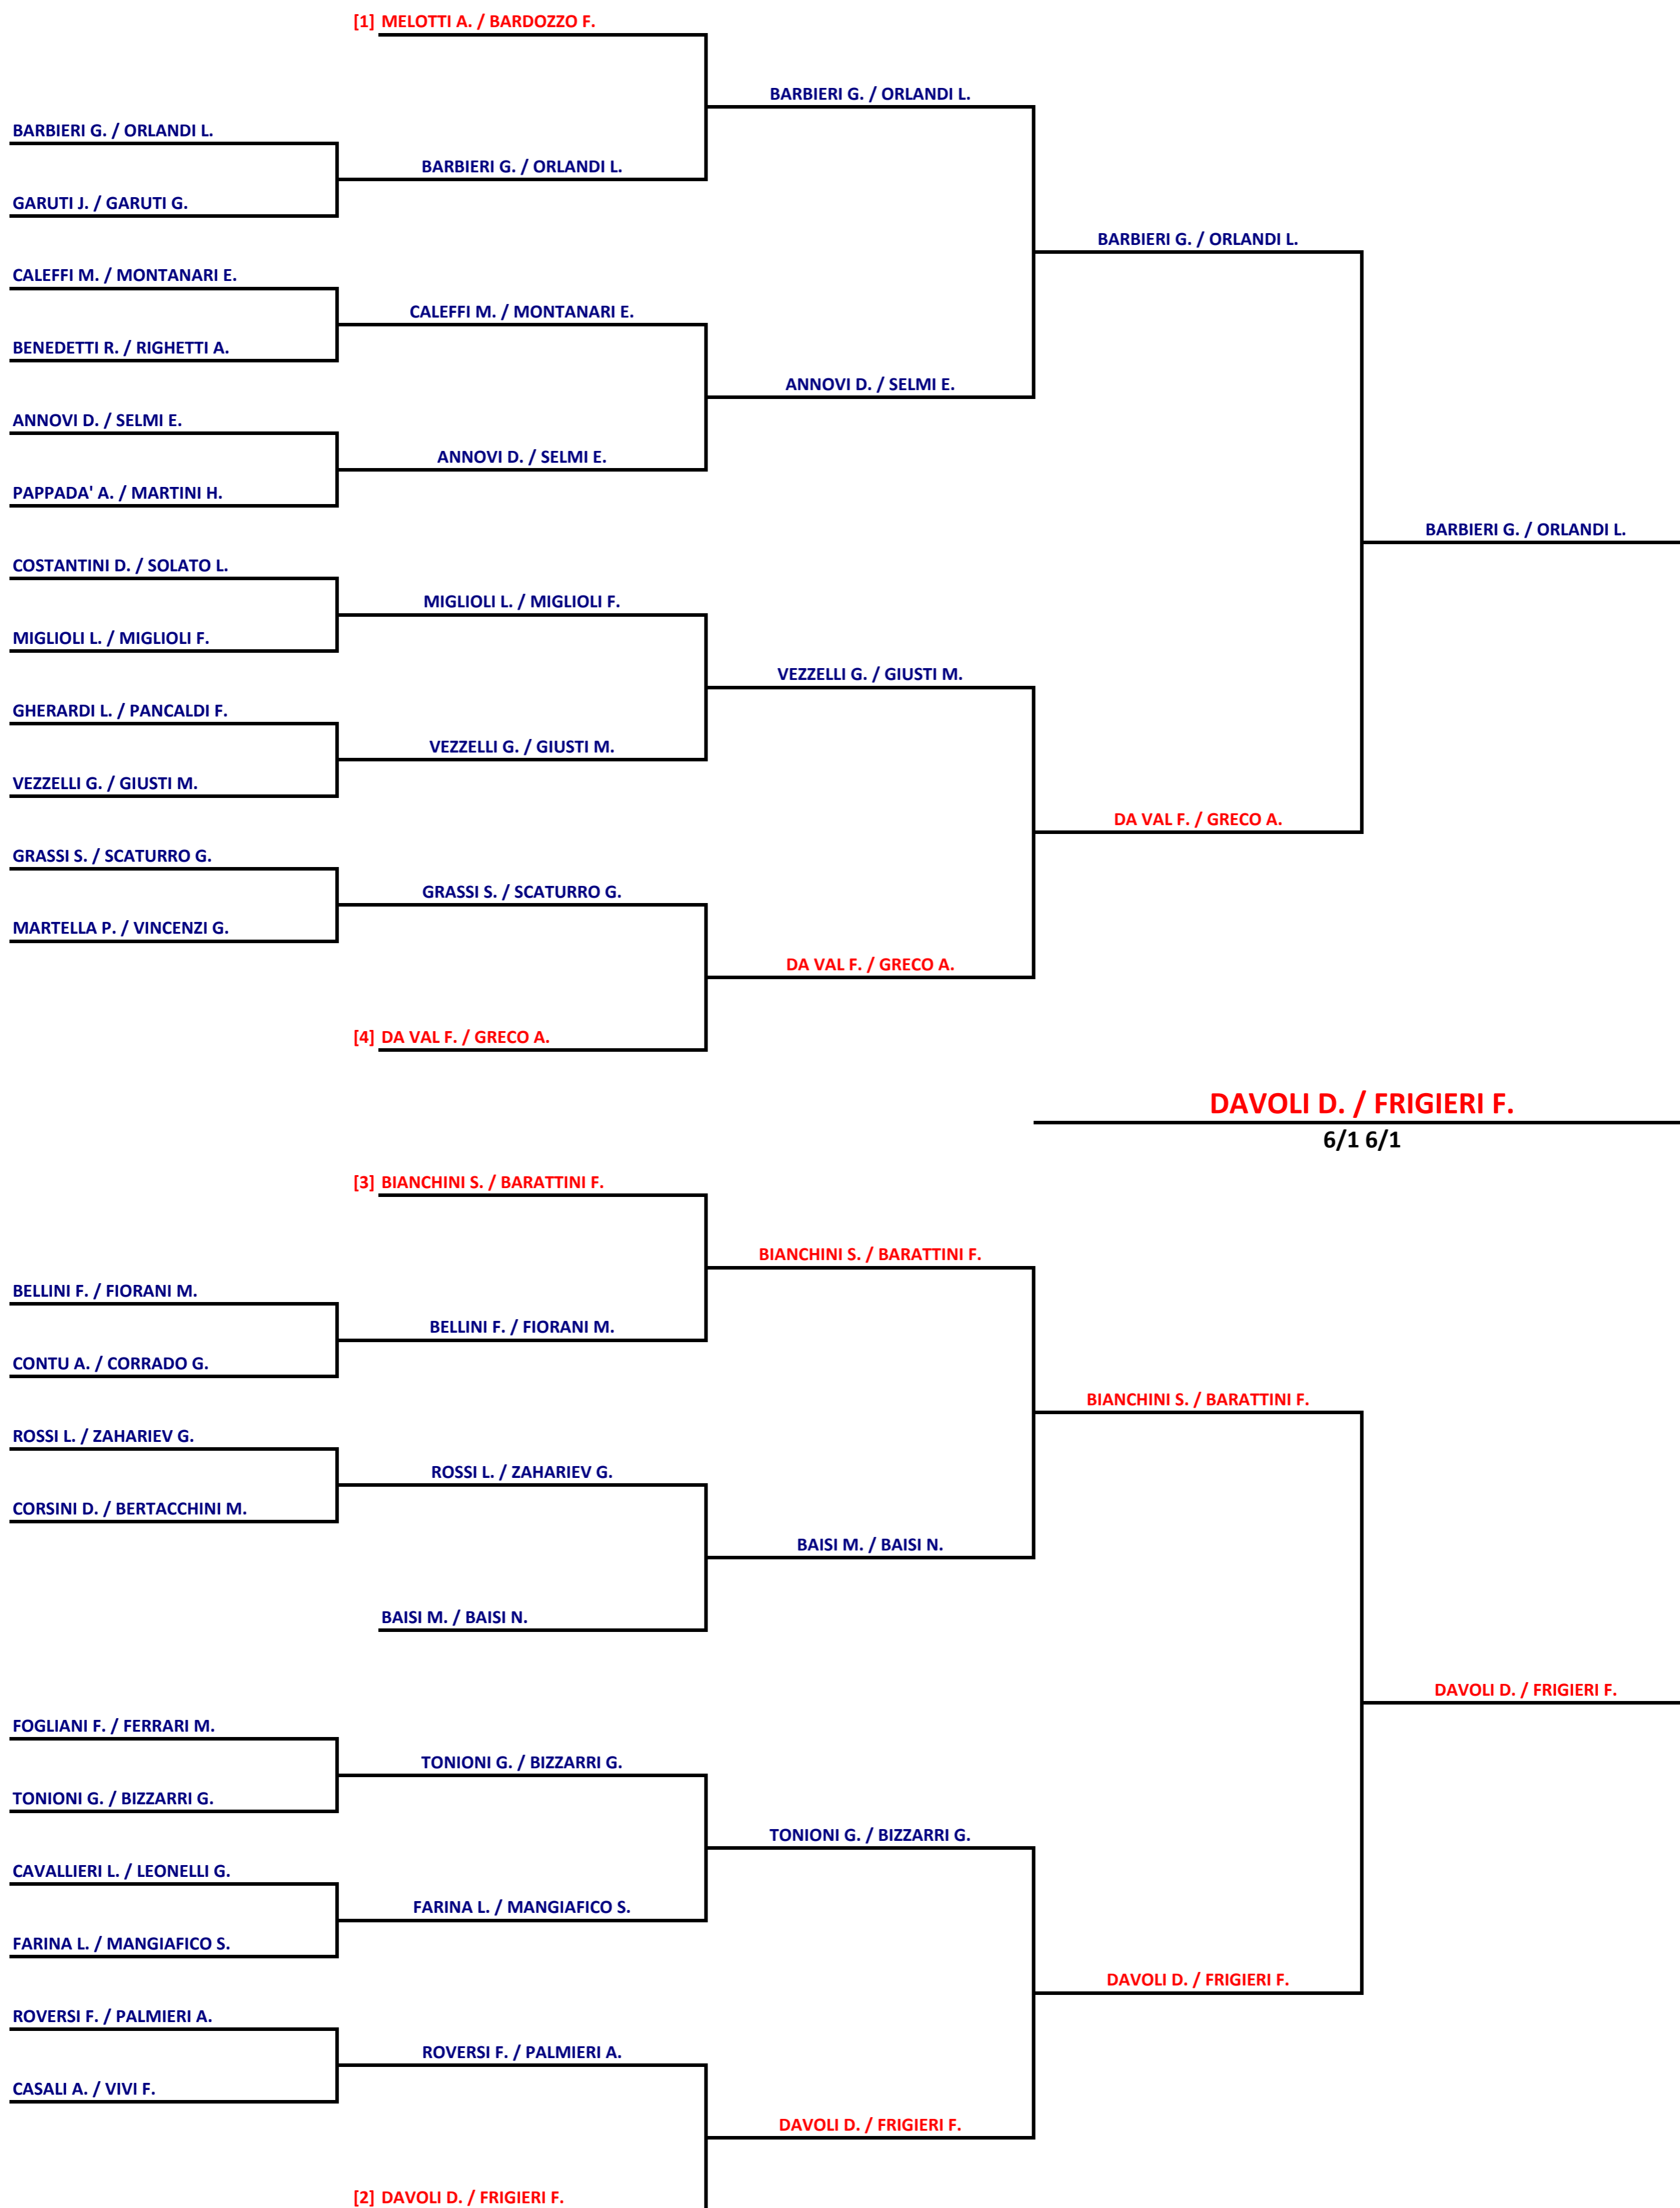 [1] MELOTTI A. / BARDOZZO F.
BARBIERI G. / ORLANDI L.
BARBIERI G. / ORLANDI L.
BARBIERI G. / ORLANDI L.
GARUTI J. / GARUTI G.
BARBIERI G. / ORLANDI L.
CALEFFI M. / MONTANARI E.
CALEFFI M. / MONTANARI E.
BENEDETTI R. / RIGHETTI A.
ANNOVI D. / SELMI E.
ANNOVI D. / SELMI E.
ANNOVI D. / SELMI E.
PAPPADA' A. / MARTINI H.
BARBIERI G. / ORLANDI L.
COSTANTINI D. / SOLATO L.
MIGLIOLI L. / MIGLIOLI F.
MIGLIOLI L. / MIGLIOLI F.
VEZZELLI G. / GIUSTI M.
GHERARDI L. / PANCALDI F.
VEZZELLI G. / GIUSTI M.
VEZZELLI G. / GIUSTI M.
DA VAL F. / GRECO A.
GRASSI S. / SCATURRO G.
GRASSI S. / SCATURRO G.
MARTELLA P. / VINCENZI G.
DA VAL F. / GRECO A.
[4] DA VAL F. / GRECO A.
DAVOLI D. / FRIGIERI F.
6/1 6/1
[3] BIANCHINI S. / BARATTINI F.
BIANCHINI S. / BARATTINI F.
BELLINI F. / FIORANI M.
BELLINI F. / FIORANI M.
CONTU A. / CORRADO G.
BIANCHINI S. / BARATTINI F.
ROSSI L. / ZAHARIEV G.
ROSSI L. / ZAHARIEV G.
CORSINI D. / BERTACCHINI M.
BAISI M. / BAISI N.
BAISI M. / BAISI N.
DAVOLI D. / FRIGIERI F.
FOGLIANI F. / FERRARI M.
TONIONI G. / BIZZARRI G.
TONIONI G. / BIZZARRI G.
TONIONI G. / BIZZARRI G.
CAVALLIERI L. / LEONELLI G.
FARINA L. / MANGIAFICO S.
FARINA L. / MANGIAFICO S.
DAVOLI D. / FRIGIERI F.
ROVERSI F. / PALMIERI A.
ROVERSI F. / PALMIERI A.
CASALI A. / VIVI F.
DAVOLI D. / FRIGIERI F.
[2] DAVOLI D. / FRIGIERI F.